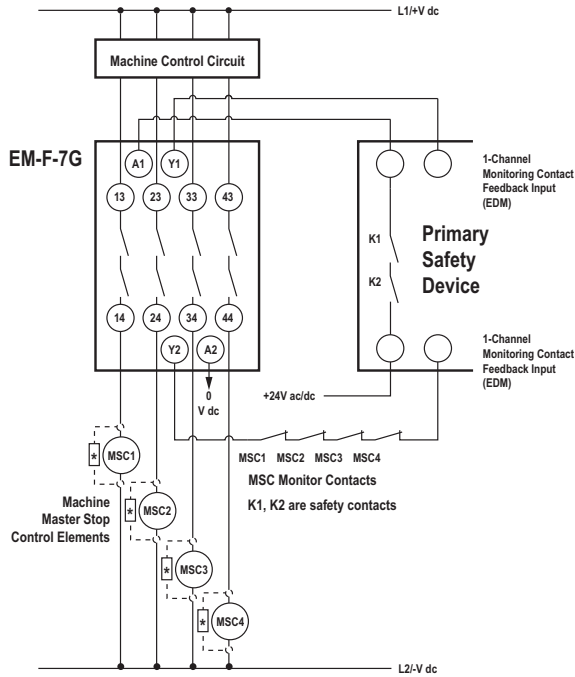 L1/+V dc
Machine Control Circuit
EM-F-7G
A1 Y1
13 23 33 43
14 24 34 44
Y2 A2
0
V dc
1-Channel
Monitoring Contact
Feedback Input
(EDM)
K1
K2
Primary
Safety
Device
1-Channel
Monitoring Contact
Feedback Input
(EDM)
+24V ac/dc
MSC1 MSC2 MSC3 MSC4
MSC Monitor Contacts
K1, K2 are safety contacts
* MSC1
* MSC2
* MSC3
* MSC4
Machine
Master Stop
Control Elements
L2/-V dc